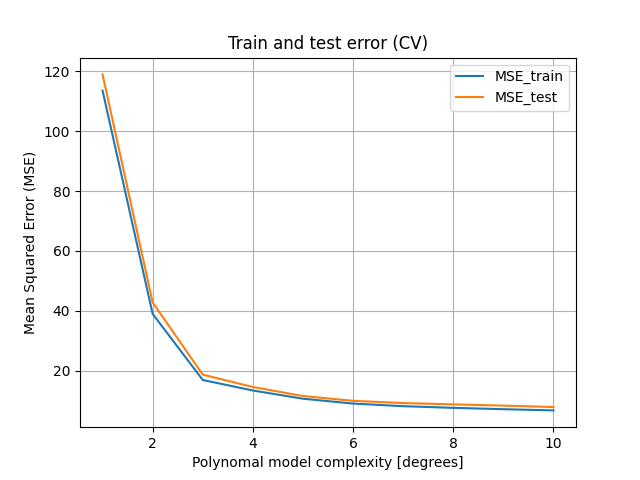 Train and test error (CV)
MSE_train
MSE_test
120
100
80
60
40
20
Mean Squared Error (MSE)
2 4 6 8 10
Polynomal model complexity [degrees]